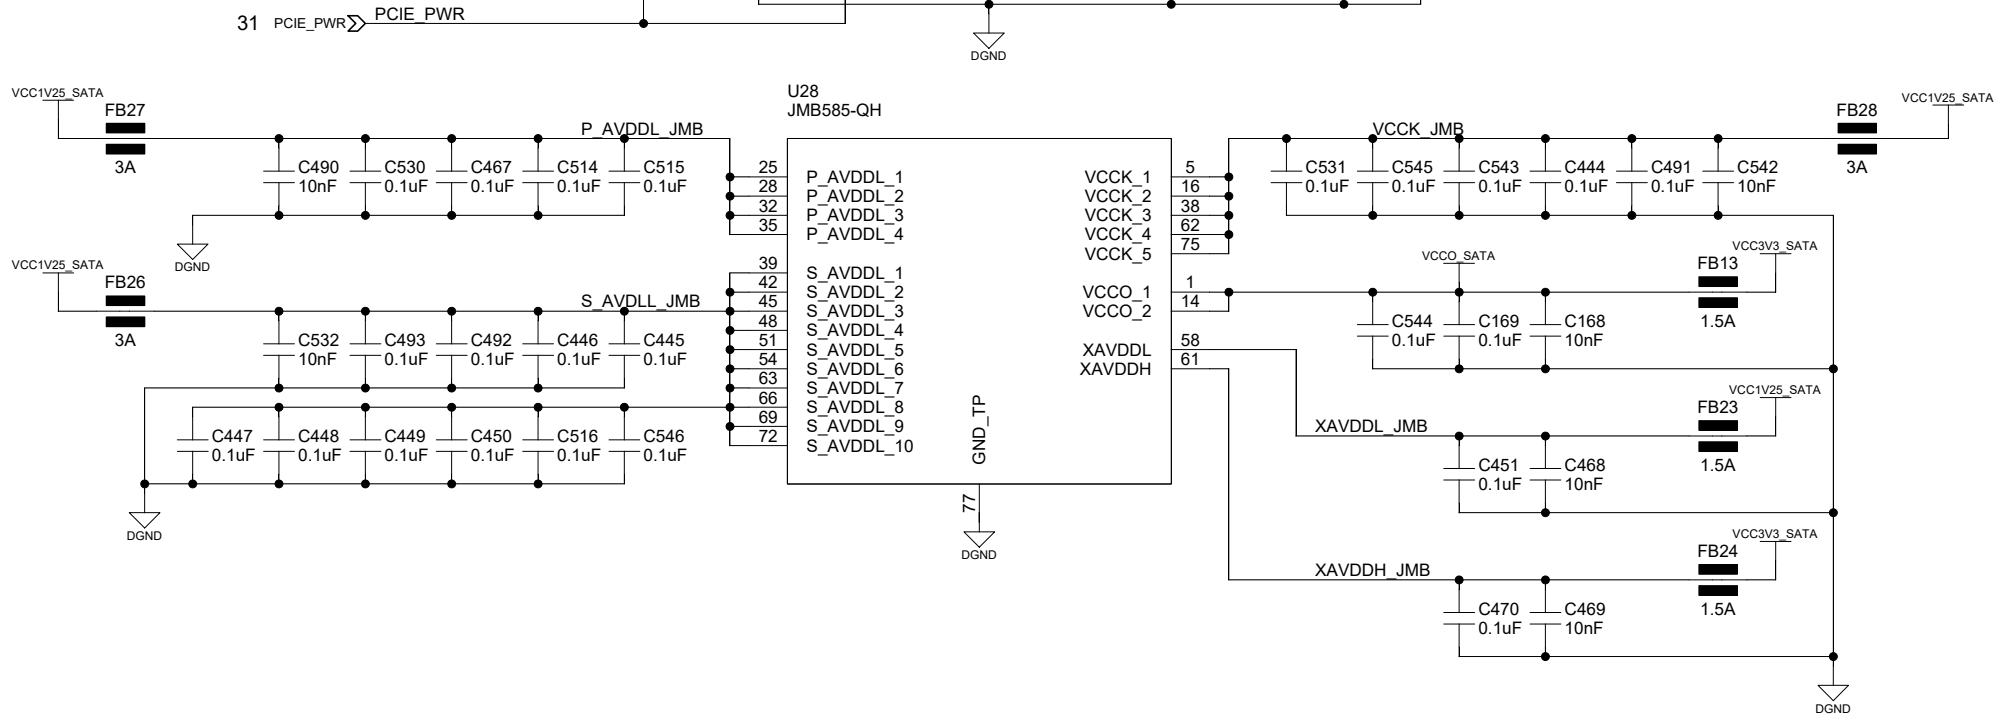 31 PCIE_PWR PCIE_PWR
DGND
U28
JMB585-QH
VCC1V25_SATA
FB27
3A
P_AVDDL_JMB
C490
10nF
C530
0.1uF
C467
0.1uF
C514
0.1uF
C515
0.1uF
DGND
VCC1V25_SATA
FB26
3A
S_AVDLL_JMB
C532
10nF
C493
0.1uF
C492
0.1uF
C446
0.1uF
C445
0.1uF
C447
0.1uF
C448
0.1uF
C449
0.1uF
C450
0.1uF
C516
0.1uF
C546
0.1uF
DGND
25 P_AVDDL_1
28 P_AVDDL_2
32 P_AVDDL_3
35 P_AVDDL_4
39 S_AVDDL_1
42 S_AVDDL_2
45 S_AVDDL_3
48 S_AVDDL_4
51 S_AVDDL_5
54 S_AVDDL_6
63 S_AVDDL_7
66 S_AVDDL_8
69 S_AVDDL_9
72 S_AVDDL_10
GND_TP
77
DGND
VCCK_1 5
VCCK_2 16
VCCK_3 38
VCCK_4 62
VCCK_5 75
VCCO_1 1
VCCO_2 14
XAVDDL 58
XAVDDH 61
VCCK_JMB
C531
0.1uF
C545
0.1uF
C543
0.1uF
C444
0.1uF
C491
0.1uF
C542
10nF
FB28
3A
VCC1V25_SATA
VCCO_SATA
C544
0.1uF
C169
0.1uF
C168
10nF
FB13
1.5A
VCC3V3_SATA
XAVDDL_JMB
C451
0.1uF
C468
10nF
FB23
1.5A
VCC1V25_SATA
XAVDDH_JMB
C470
0.1uF
C469
10nF
FB24
1.5A
VCC3V3_SATA
DGND